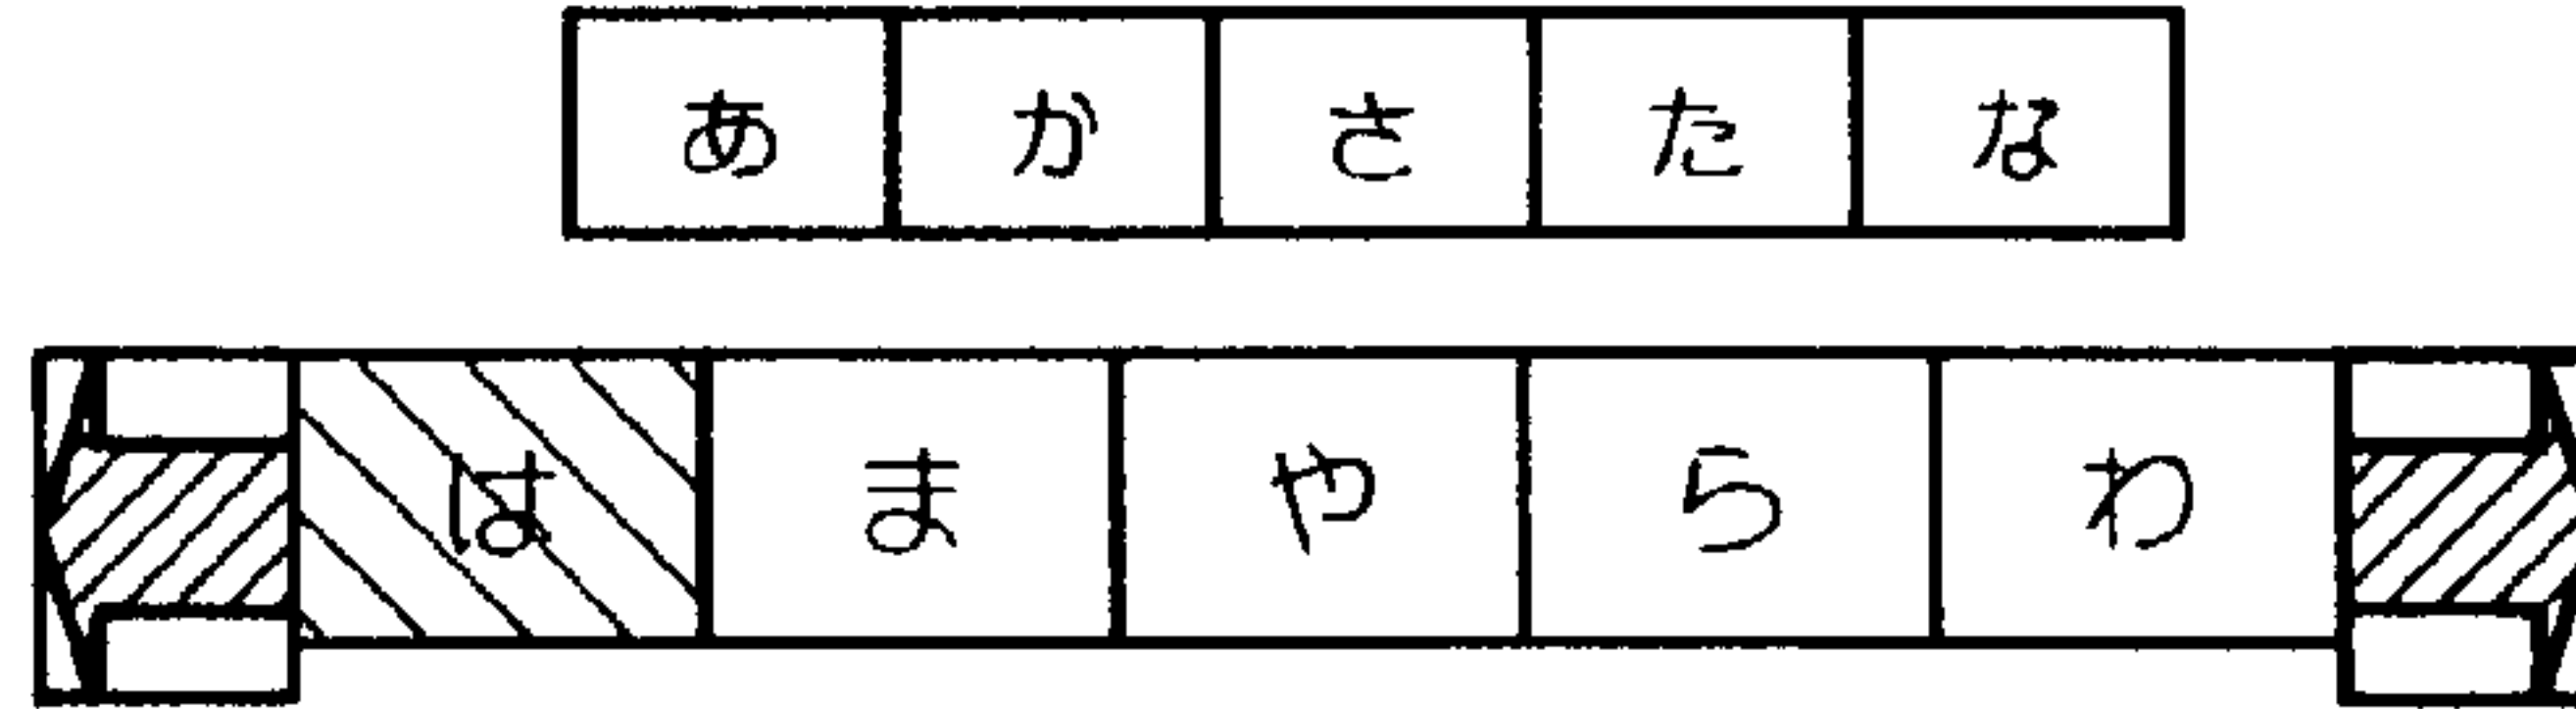 あ か さ た な
は ま や ら わ